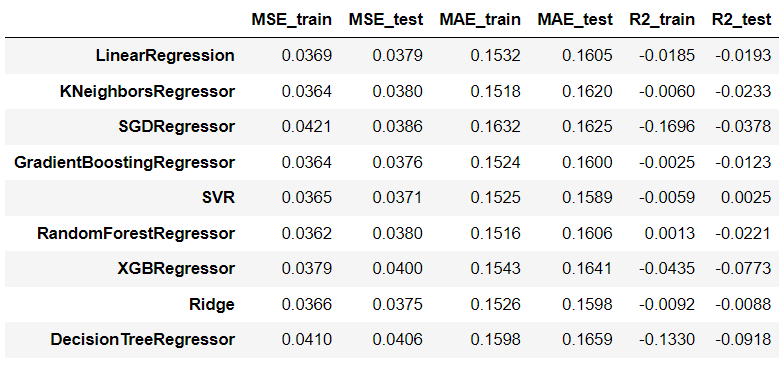 MSE_train MSE_test MAE_train MAE_test R2_train R2_test
LinearRegression 0.0369 0.0379 0.1532 0.1605 -0.0185 -0.0193
KNeighborsRegressor 0.0364 0.0380 0.1518 0.1620 -0.0060 -0.0233
SGDRegressor 0.0421 0.0386 0.1632 0.1625 -0.1696 -0.0378
GradientBoostingRegressor 0.0364 0.0376 0.1524 0.1600 -0.0025 -0.0123
SVR 0.0365 0.0371 0.1525 0.1589 -0.0059 0.0025
RandomForestRegressor 0.0362 0.0380 0.1516 0.1606 0.0013 -0.0221
XGBRegressor 0.0379 0.0400 0.1543 0.1641 -0.0435 -0.0773
Ridge 0.0366 0.0375 0.1526 0.1598 -0.0092 -0.0088
DecisionTreeRegressor 0.0410 0.0406 0.1598 0.1659 -0.1330 -0.0918